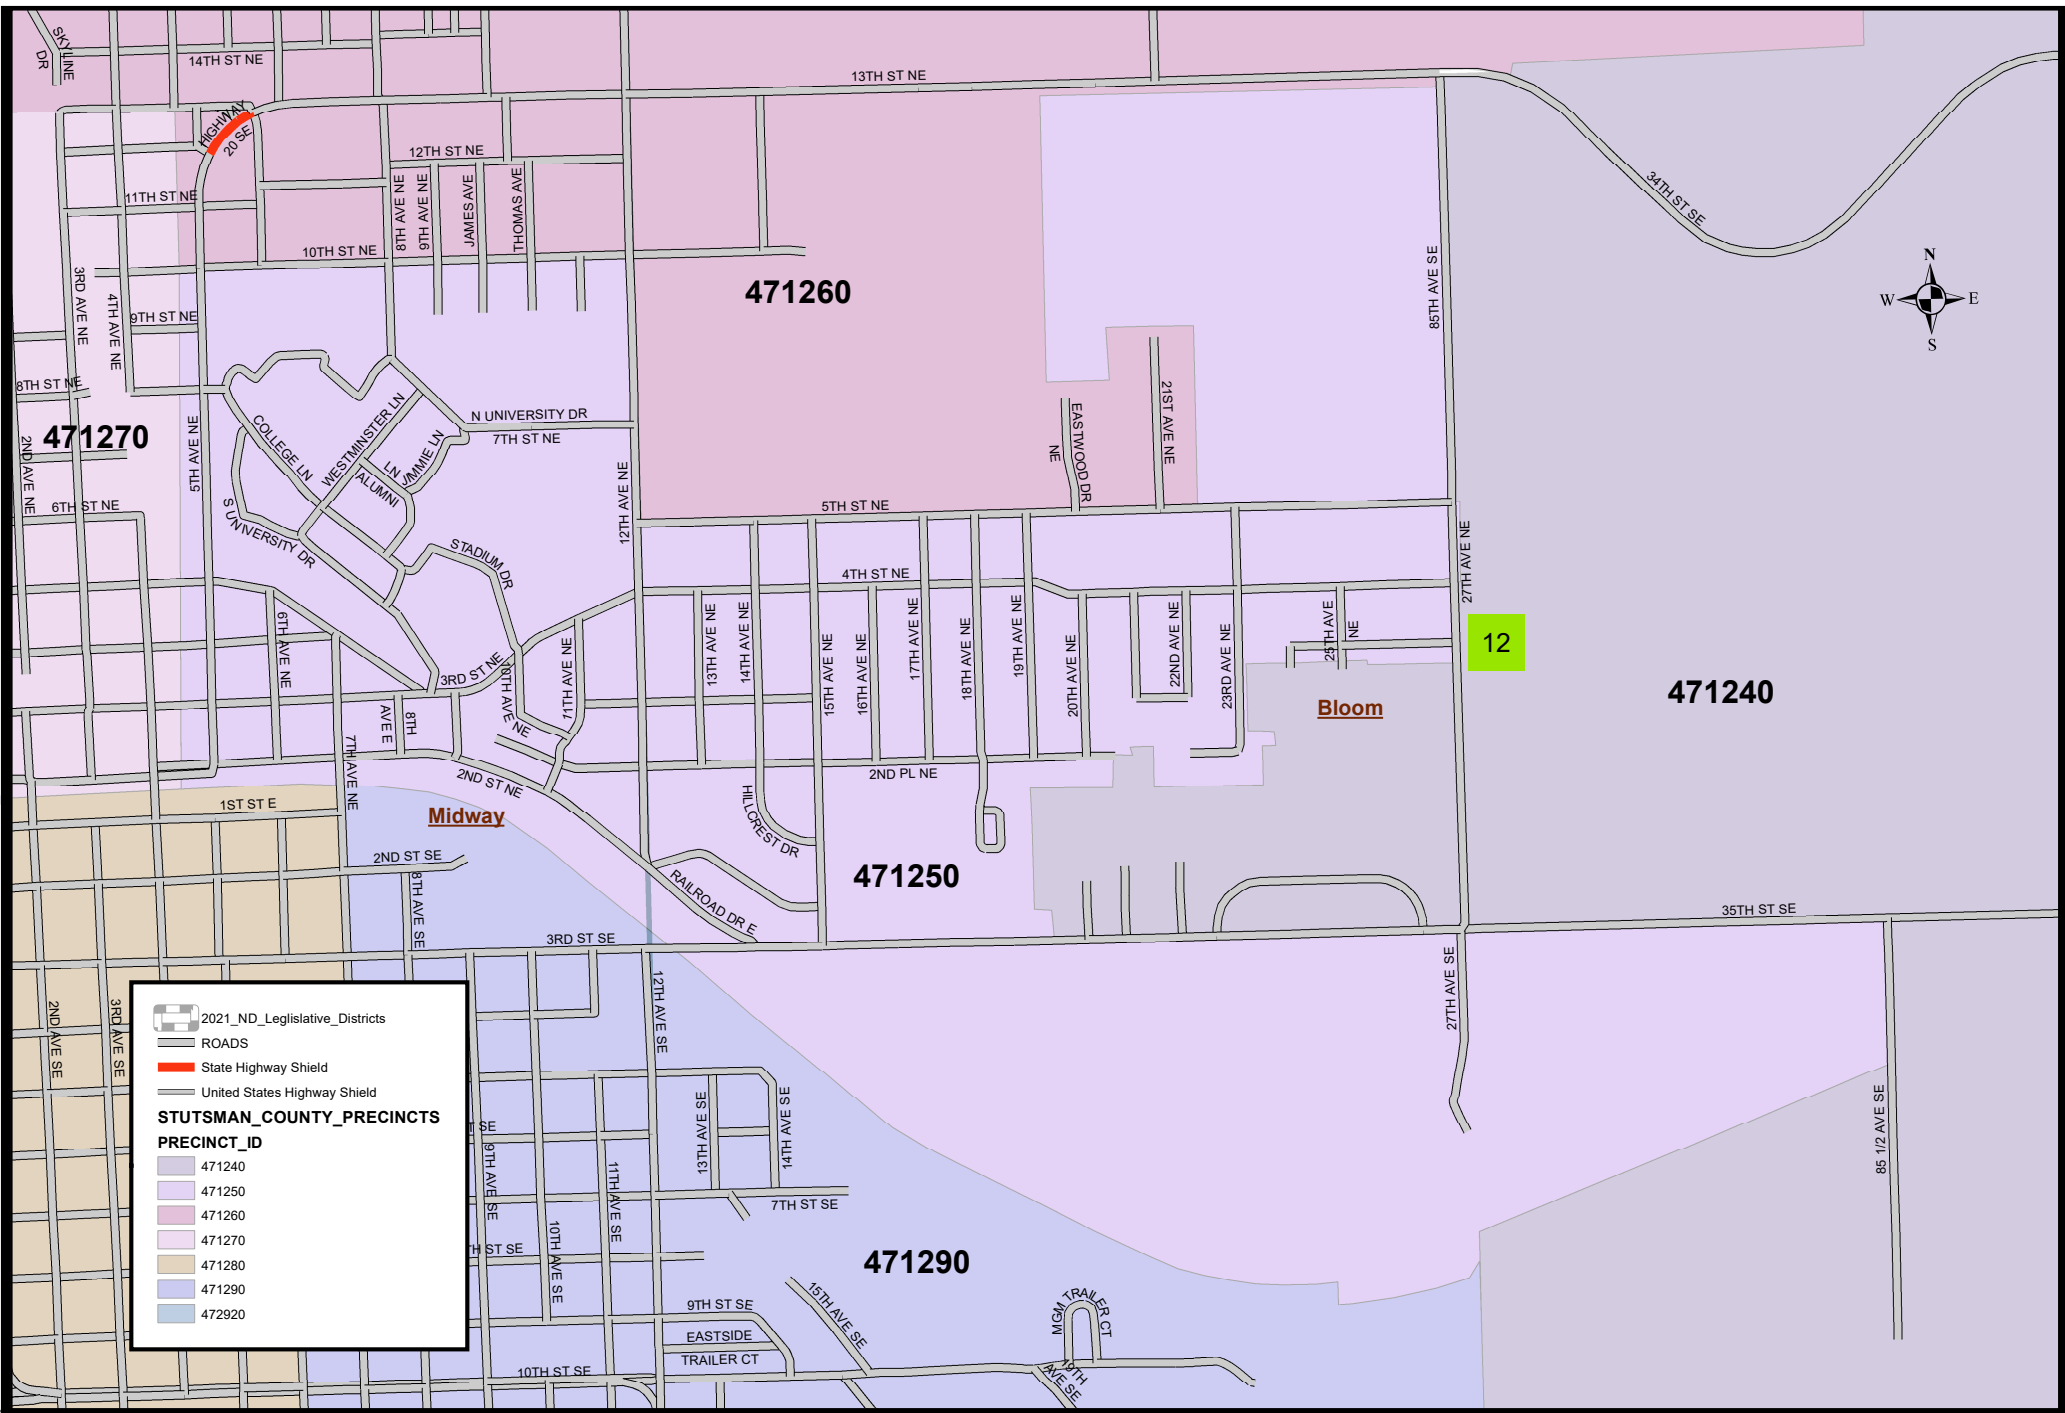 SKYLINE
DR
14TH ST NE
13TH ST NE
HIGHWAY
20 SE
12TH ST NE
11TH ST NE
8TH AVE NE
9TH AVE NE
JAMES AVE
THOMAS AVE
34TH ST SE
10TH ST NE
3RD AVE NE
4TH AVE NE
9TH ST NE
471260
85TH AVE SE
N
W
E
S
8TH ST NE
471270
2ND AVE NE
5TH AVE NE
COLLEGE LN
WESTMINSTER LN
N UNIVERSITY DR
7TH ST NE
JIMMIE LN
ALUMNI
LN
EASTWOOD DR
NE
21ST AVE NE
6TH ST NE
S UNIVERSITY DR
STADIUM DR
12TH AVE NE
5TH ST NE
27TH AVE NE
4TH ST NE
6TH AVE NE
3RD ST NE
10TH AVE NE
11TH AVE NE
13TH AVE NE
14TH AVE NE
15TH AVE NE
16TH AVE NE
17TH AVE NE
18TH AVE NE
19TH AVE NE
20TH AVE NE
22ND AVE NE
23RD AVE NE
25TH AVE
NE
12
471240
Bloom
8TH
AVE E
7TH AVE NE
2ND ST NE
2ND PL NE
1ST ST E
Midway
HILLCREST DR
2ND ST SE
8TH AVE SE
471250
RAILROAD DR E
3RD ST SE
35TH ST SE
2ND AVE SE
3RD AVE SE
12TH AVE SE
27TH AVE SE
2021_ND_Leglislative_Districts
ROADS
State Highway Shield
United States Highway Shield
STUTSMAN_COUNTY_PRECINCTS
PRECINCT_ID
471240
471250
471260
471270
471280
471290
472920
T SE
9TH AVE SE
11TH AVE SE
13TH AVE SE
14TH AVE SE
85 1/2 AVE SE
7TH ST SE
10TH AVE SE
TH ST SE
471290
15TH AVE SE
9TH ST SE
EASTSIDE
TRAILER CT
MGM TRAILER CT
10TH ST SE
19TH
AVE SE